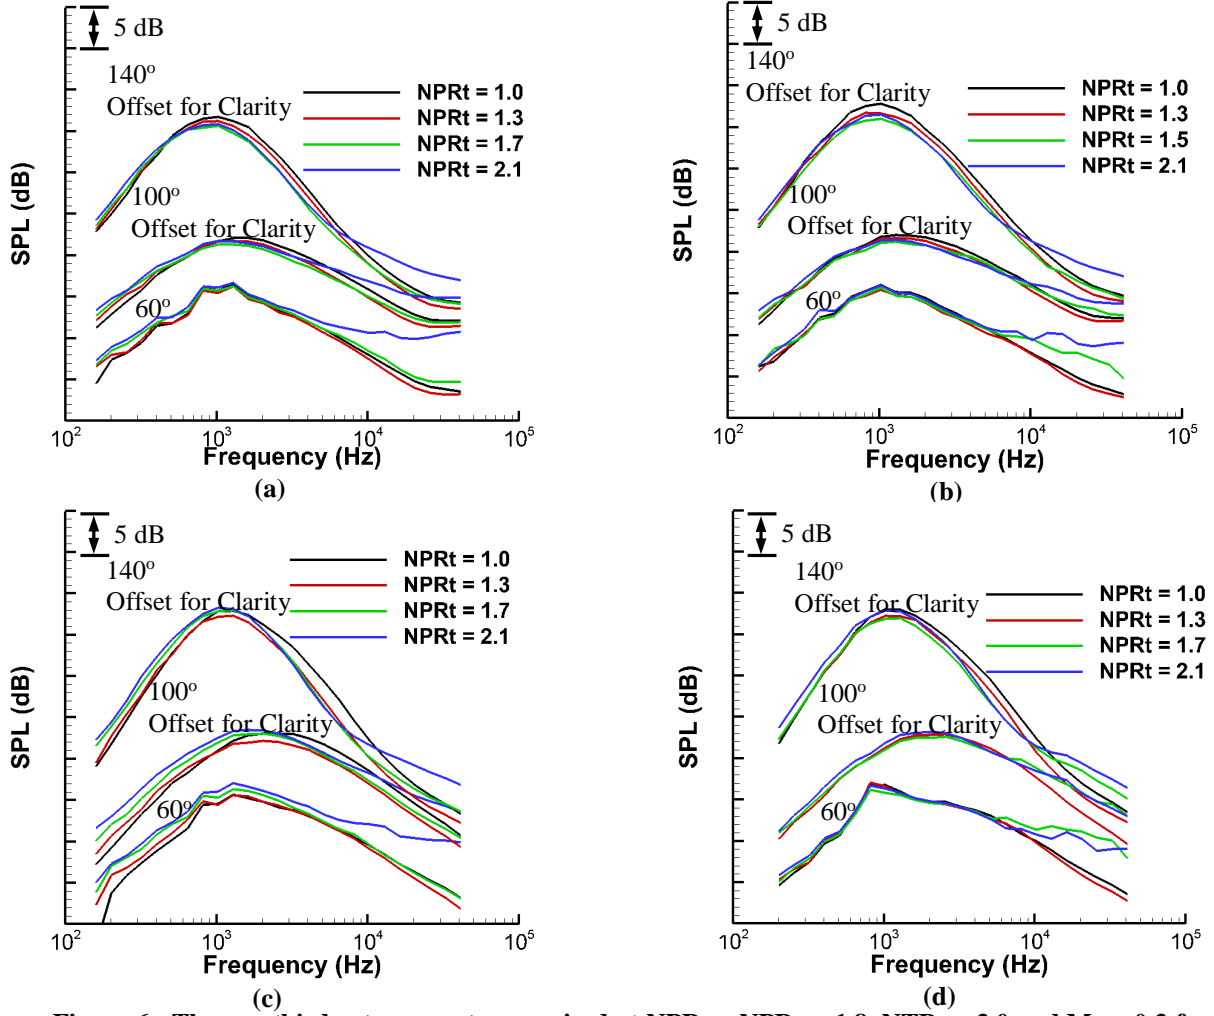 5 dB
140°
Offset for Clarity
NPRt = 1.0
NPRt = 1.3
NPRt = 1.7
NPRt = 2.1
100°
Offset for Clarity
60°
SPL (dB)
10² 10³ 10⁴ 10⁵
Frequency (Hz)
(a)
5 dB
140°
Offset for Clarity
NPRt = 1.0
NPRt = 1.3
NPRt = 1.5
NPRt = 2.1
100°
Offset for Clarity
60°
SPL (dB)
10² 10³ 10⁴ 10⁵
Frequency (Hz)
(b)
5 dB
140°
Offset for Clarity
NPRt = 1.0
NPRt = 1.3
NPRt = 1.7
NPRt = 2.1
100°
Offset for Clarity
60°
SPL (dB)
10² 10³ 10⁴ 10⁵
Frequency (Hz)
(c)
5 dB
140°
Offset for Clarity
NPRt = 1.0
NPRt = 1.3
NPRt = 1.7
NPRt = 2.1
100°
Offset for Clarity
60°
SPL (dB)
10² 10³ 10⁴ 10⁵
Frequency (Hz)
(d)